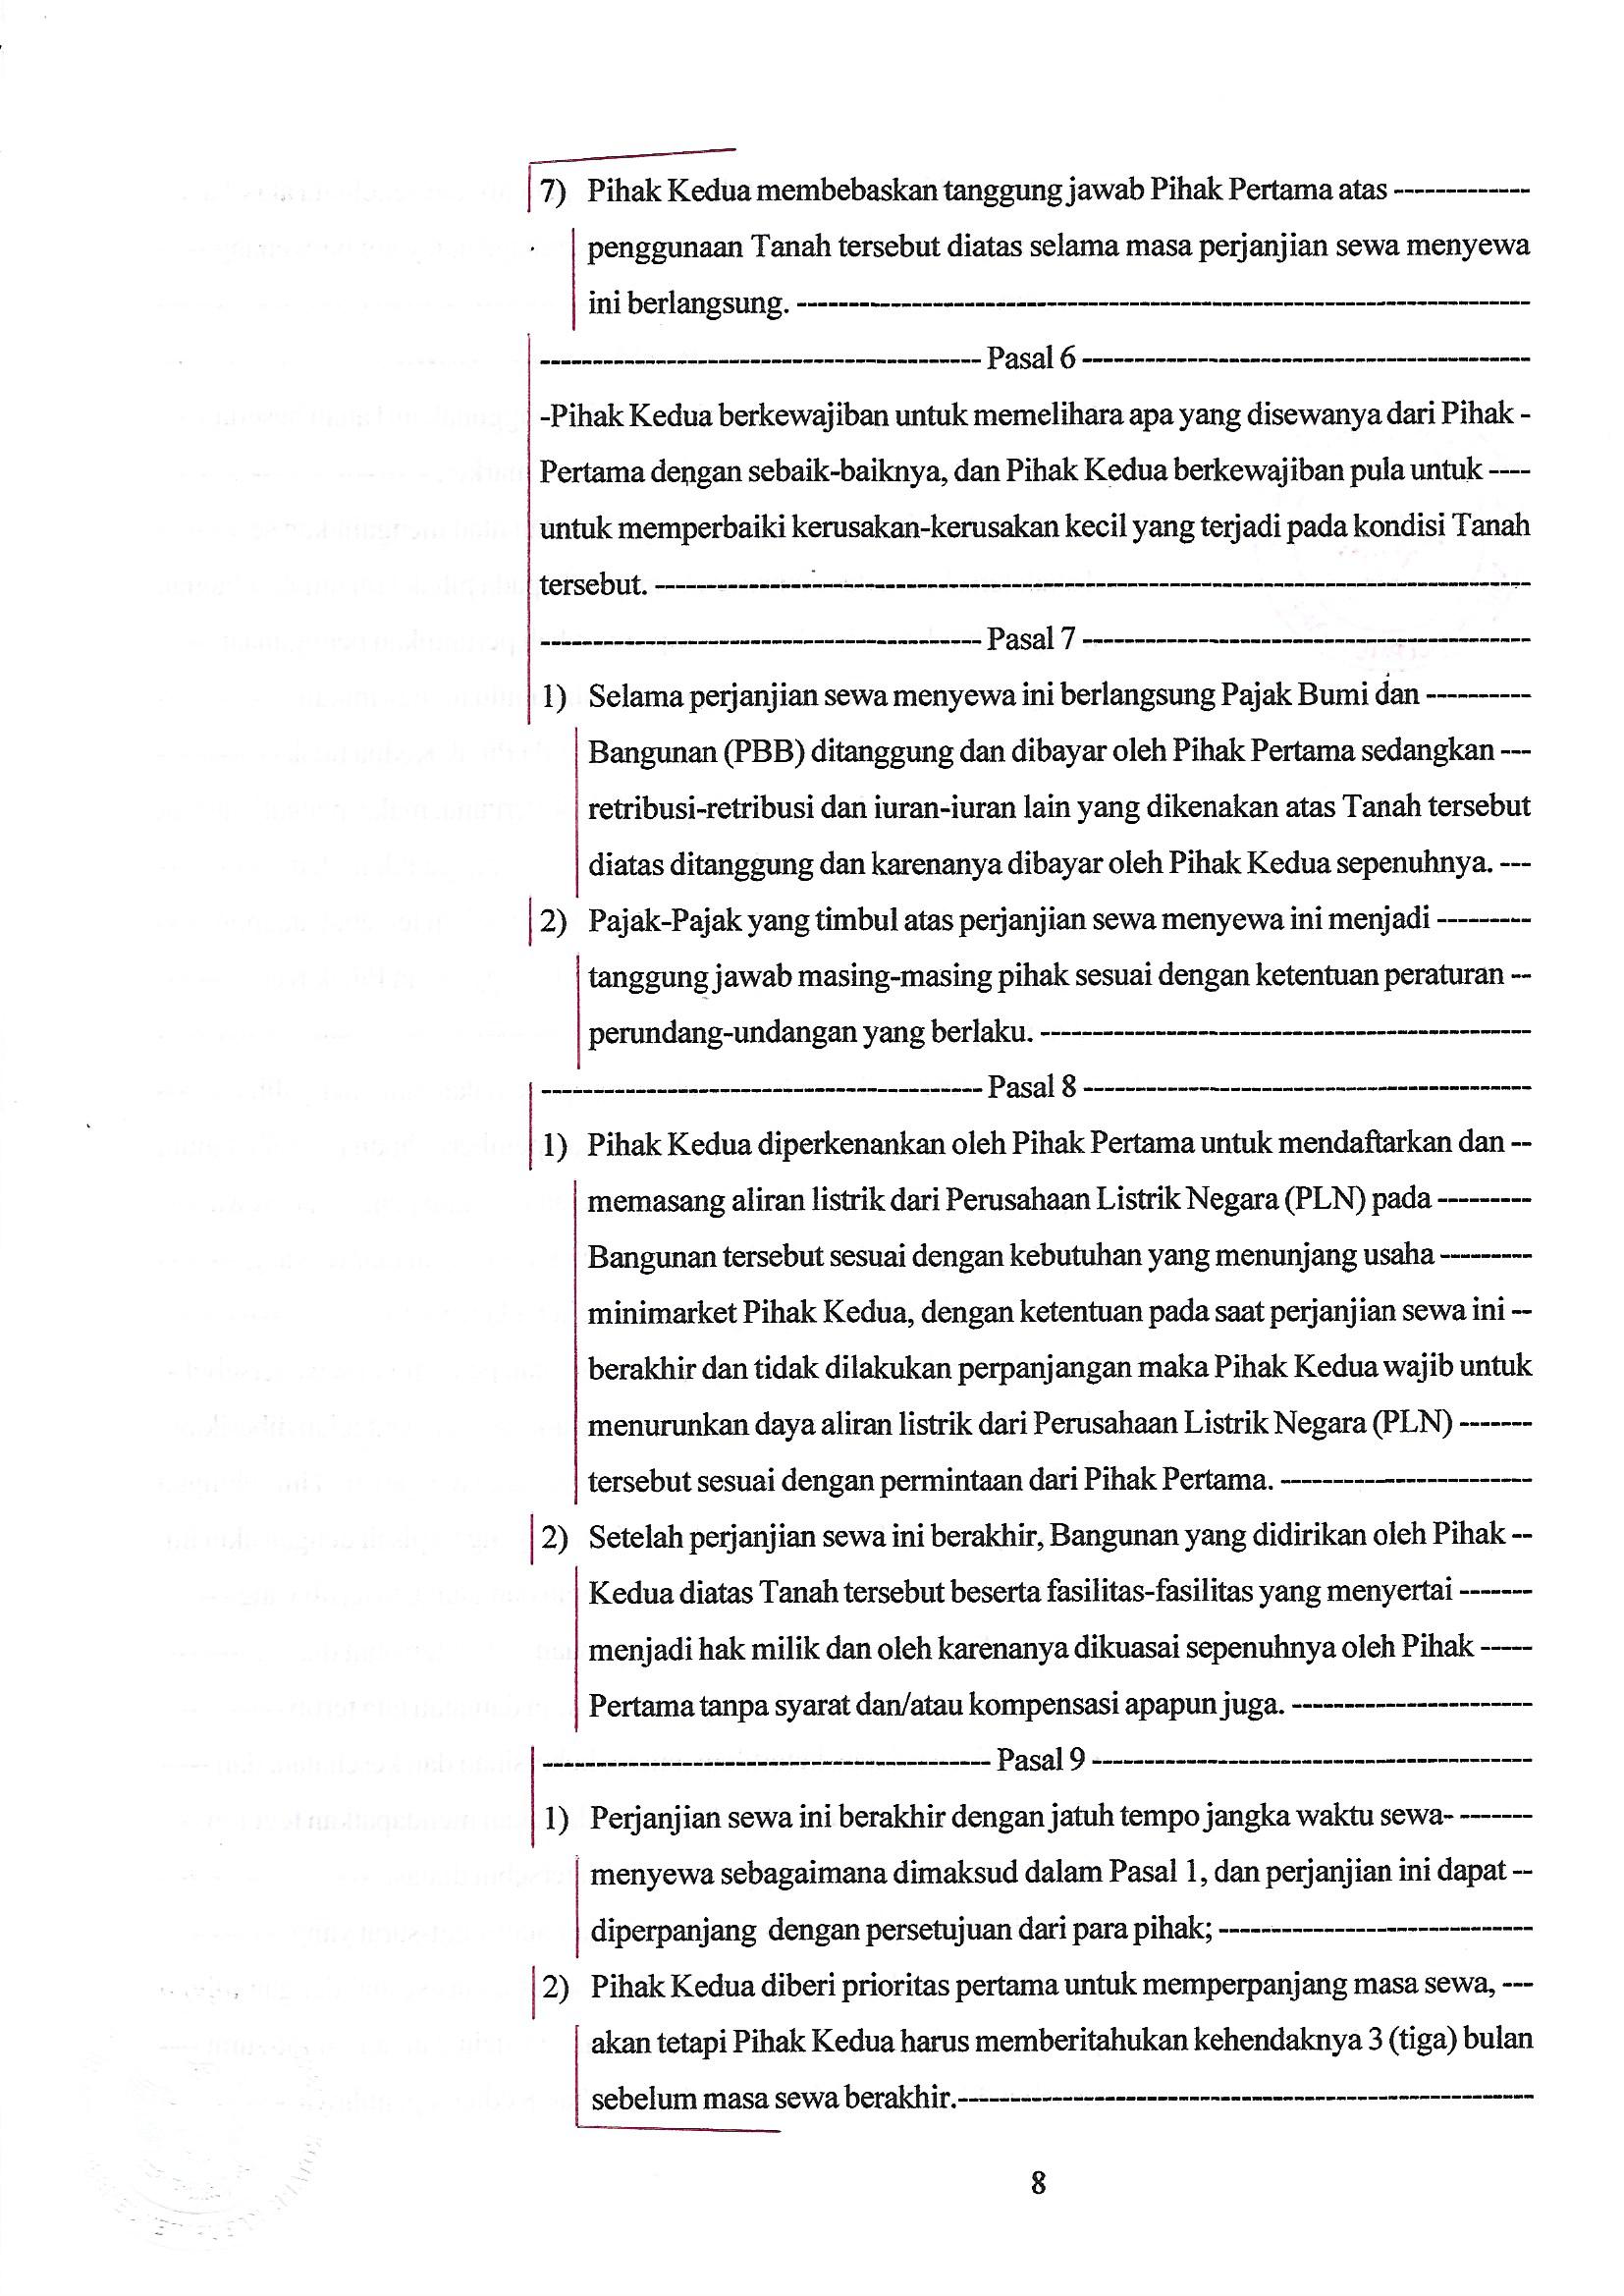 7) Pihak Kedua membebaskan tanggung jawab Pihak Pertama atas -------------
penggunaan Tanah tersebut diatas selama masa perjanjian sewa menyewa
ini berlangsung. ----------------------------------------------------------------------
------------------------------------------ Pasal 6 -------------------------------------------
-Pihak Kedua berkewajiban untuk memelihara apa yang disewanya dari Pihak -
Pertama dengan sebaik-baiknya, dan Pihak Kedua berkewajiban pula untuk ----
untuk memperbaiki kerusakan-kerusakan kecil yang terjadi pada kondisi Tanah
tersebut. ------------------------------------------------------------------------------------
------------------------------------------ Pasal 7 -------------------------------------------
1) Selama perjanjian sewa menyewa ini berlangsung Pajak Bumi dan ----------
Bangunan (PBB) ditanggung dan dibayar oleh Pihak Pertama sedangkan ---
retribusi-retribusi dan iuran-iuran lain yang dikenakan atas Tanah tersebut
diatas ditanggung dan karenanya dibayar oleh Pihak Kedua sepenuhnya. ---
2) Pajak-Pajak yang timbul atas perjanjian sewa menyewa ini menjadi ---------
tanggung jawab masing-masing pihak sesuai dengan ketentuan peraturan --
perundang-undangan yang berlaku. -----------------------------------------------
------------------------------------------ Pasal 8 -------------------------------------------
1) Pihak Kedua diperkenankan oleh Pihak Pertama untuk mendaftarkan dan --
memasang aliran listrik dari Perusahaan Listrik Negara (PLN) pada ---------
Bangunan tersebut sesuai dengan kebutuhan yang menunjang usaha ---------
minimarket Pihak Kedua, dengan ketentuan pada saat perjanjian sewa ini --
berakhir dan tidak dilakukan perpanjangan maka Pihak Kedua wajib untuk
menurunkan daya aliran listrik dari Perusahaan Listrik Negara (PLN) -------
tersebut sesuai dengan permintaan dari Pihak Pertama. ------------------------
2) Setelah perjanjian sewa ini berakhir, Bangunan yang didirikan oleh Pihak --
Kedua diatas Tanah tersebut beserta fasilitas-fasilitas yang menyertai -------
menjadi hak milik dan oleh karenanya dikuasai sepenuhnya oleh Pihak -----
Pertama tanpa syarat dan/atau kompensasi apapun juga. -----------------------
------------------------------------------- Pasal 9 ------------------------------------------
1) Perjanjian sewa ini berakhir dengan jatuh tempo jangka waktu sewa- -------
menyewa sebagaimana dimaksud dalam Pasal 1, dan perjanjian ini dapat --
diperpanjang dengan persetujuan dari para pihak; ------------------------------
2) Pihak Kedua diberi prioritas pertama untuk memperpanjang masa sewa, ---
akan tetapi Pihak Kedua harus memberitahukan kehendaknya 3 (tiga) bulan
sebelum masa sewa berakhir.-------------------------------------------------------
8